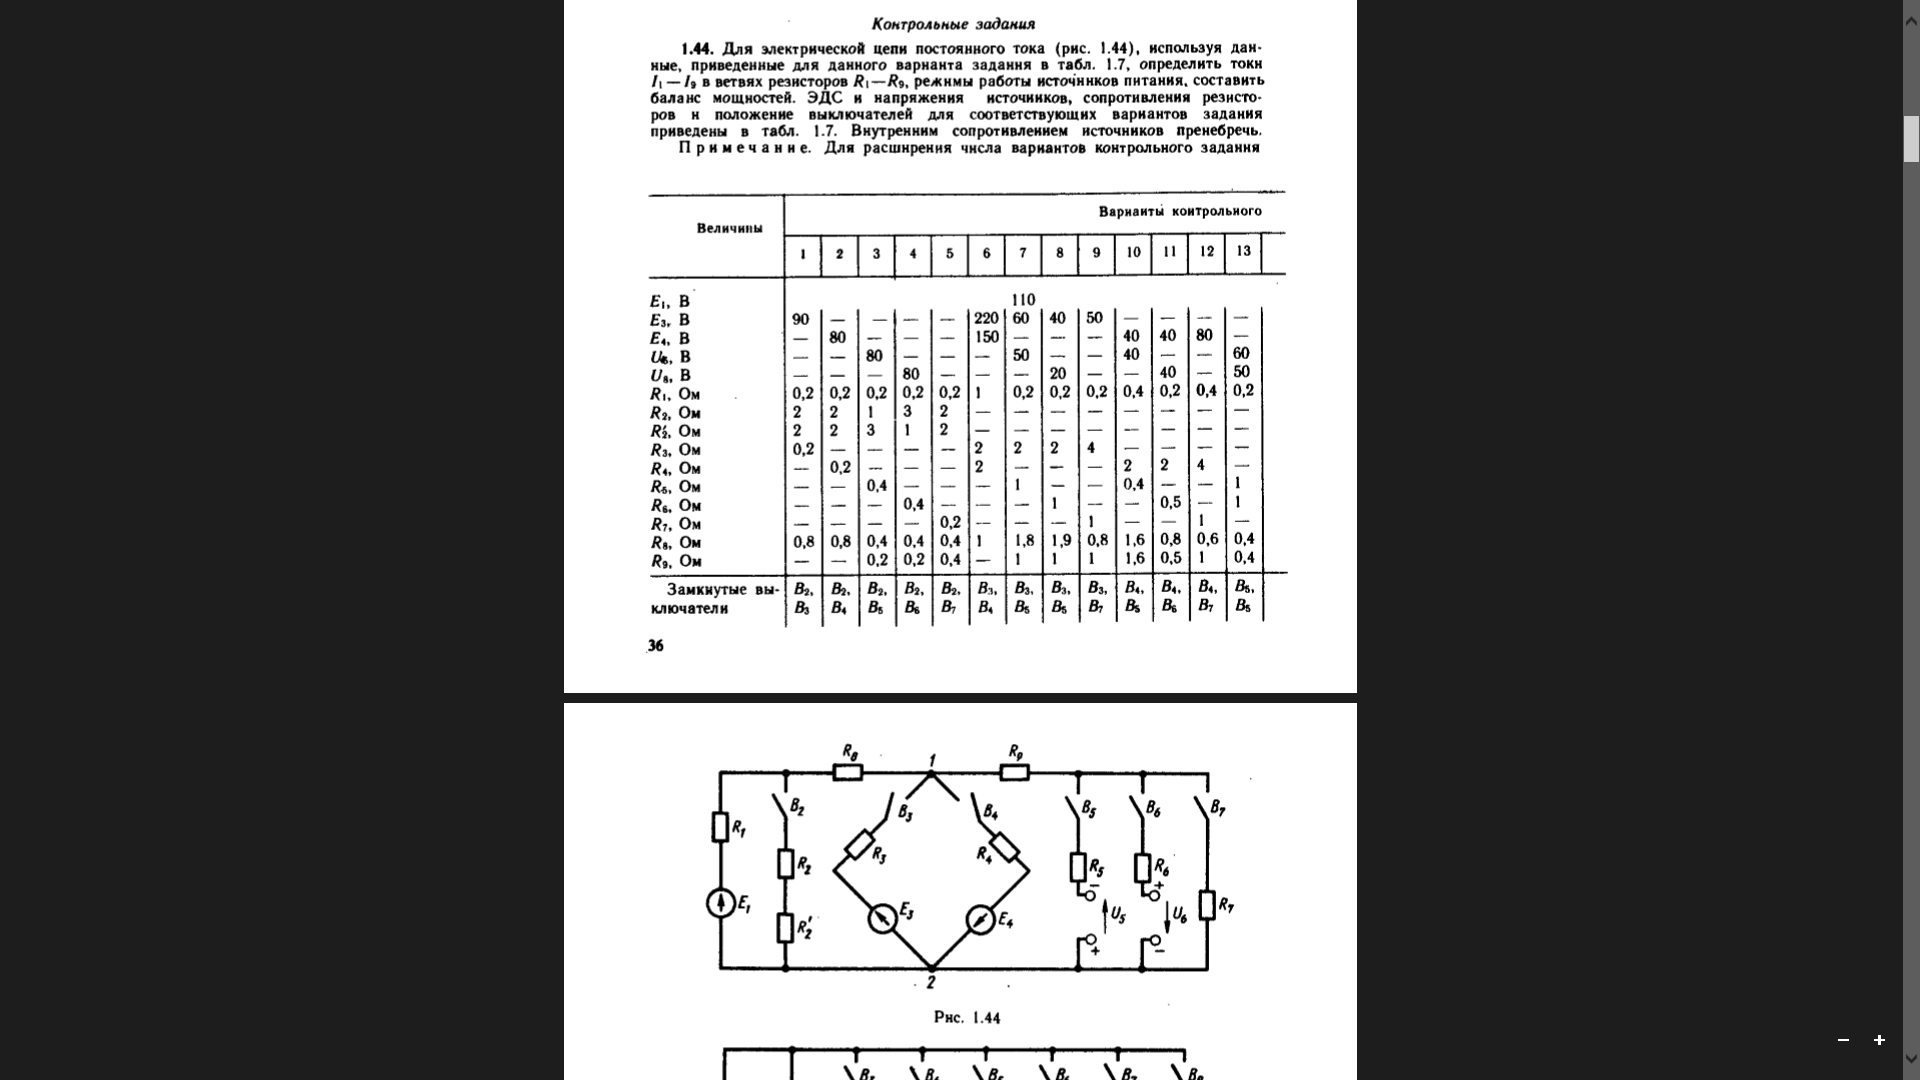 Контрольные задания
1.44. Для электрической цепи постоянного тока (рис. 1.44), используя дан-
ные, приведенные для данного варианта задания в табл. 1.7, определить токи
I₁ — I₉ в ветвях резисторов R₁—R₉, режимы работы источников питания, составить
баланс мощностей. ЭДС и напряжения источников, сопротивления резисто-
ров и положение выключателей для соответствующих вариантов задания
приведены в табл. 1.7. Внутренним сопротивлением источников пренебречь.
Примечание. Для расширения числа вариантов контрольного задания
Варианты контрольного
Величины
1 2 3 4 5 6 7 8 9 10 11 12 13
E₁, В 110
E₃, В 90 — — — — 220 60 40 50 — — — —
E₄, В — 80 — — — 150 — — — 40 40 80 —
U₅, В — — 80 — — — 50 — — 40 — — 60
U₆, В — — — 80 — — — 20 — — 40 — 50
R₁, Ом 0,2 0,2 0,2 0,2 0,2 1 0,2 0,2 0,2 0,4 0,2 0,4 0,2
R₂, Ом 2 2 1 3 2 — — — — — — — —
R₂′, Ом 2 2 3 1 2 — — — — — — — —
R₃, Ом 0,2 — — — — 2 2 2 4 — — — —
R₄, Ом — 0,2 — — — 2 — — — 2 2 4 —
R₅, Ом — — 0,4 — — — 1 — — 0,4 — — 1
R₆, Ом — — — 0,4 — — — 1 — — 0,5 — 1
R₇, Ом — — — — 0,2 — — — 1 — — 1 —
R₈, Ом 0,8 0,8 0,4 0,4 0,4 1 1,8 1,9 0,8 1,6 0,8 0,6 0,4
R₉, Ом — — 0,2 0,2 0,4 — 1 1 1 1,6 0,5 1 0,4
Замкнутые вы- B₂, B₂, B₂, B₂, B₂, B₃, B₃, B₃, B₃, B₄, B₄, B₄, B₅,
ключатели B₃ B₄ B₅ B₆ B₇ B₄ B₅ B₅ B₇ B₅ B₆ B₇ B₅
36
R₈ 1 R₉
B₂ B₃ B₄ B₅ B₆ B₇
R₁ R₂ R₃ R₄ R₅ R₆
− +
E₁ E₃ E₄ U₅ U₆ R₇
R₂′
+ −
2
Рис. 1.44